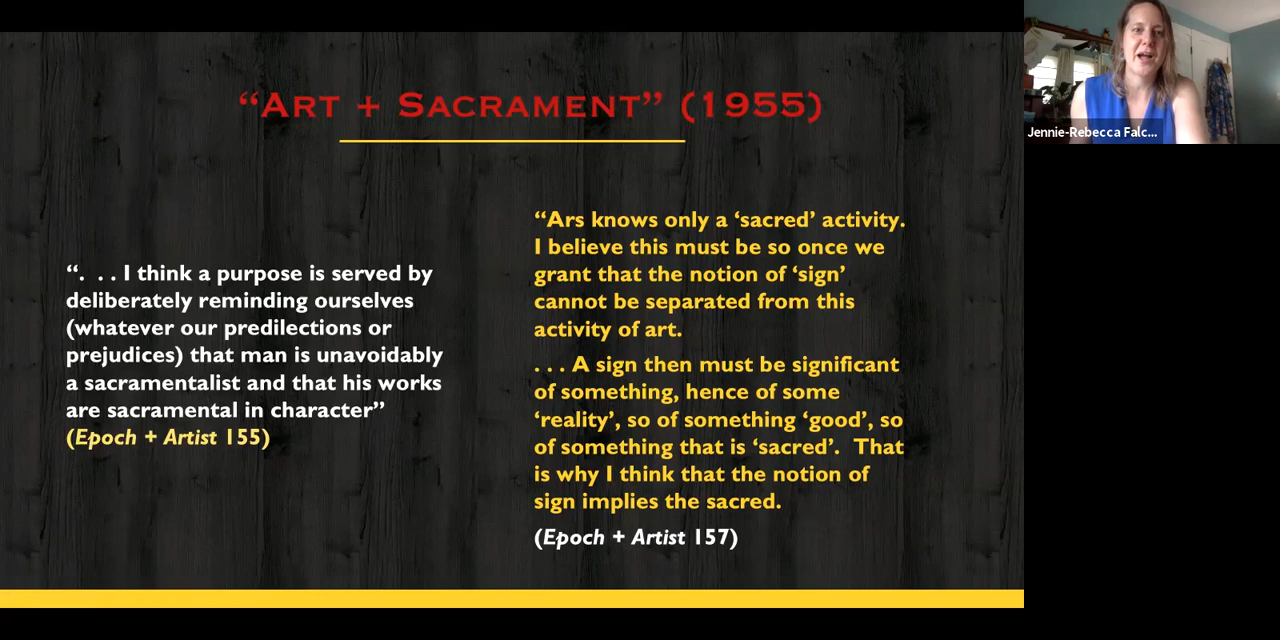 “ART + SACRAMENT” (1955)
“. . . I think a purpose is served by
deliberately reminding ourselves
(whatever our predilections or
prejudices) that man is unavoidably
a sacramentalist and that his works
are sacramental in character”
(Epoch + Artist 155)
“Ars knows only a ‘sacred’ activity.
I believe this must be so once we
grant that the notion of ‘sign’
cannot be separated from this
activity of art.
. . . A sign then must be significant
of something, hence of some
‘reality’, so of something ‘good’, so
of something that is ‘sacred’. That
is why I think that the notion of
sign implies the sacred.
(Epoch + Artist 157)
Jennie-Rebecca Falc...